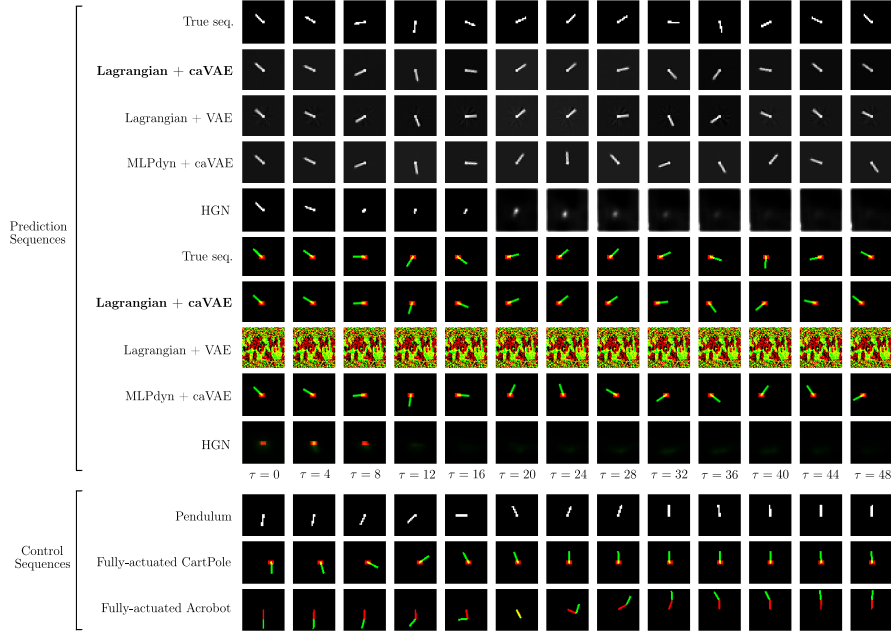 True seq.
Lagrangian + caVAE
Lagrangian + VAE
MLPdyn + caVAE
HGN
Prediction
Sequences
True seq.
Lagrangian + caVAE
Lagrangian + VAE
MLPdyn + caVAE
HGN
τ = 0 τ = 4 τ = 8 τ = 12 τ = 16 τ = 20 τ = 24 τ = 28 τ = 32 τ = 36 τ = 40 τ = 44 τ = 48
Pendulum
Control
Sequences
Fully-actuated CartPole
Fully-actuated Acrobot